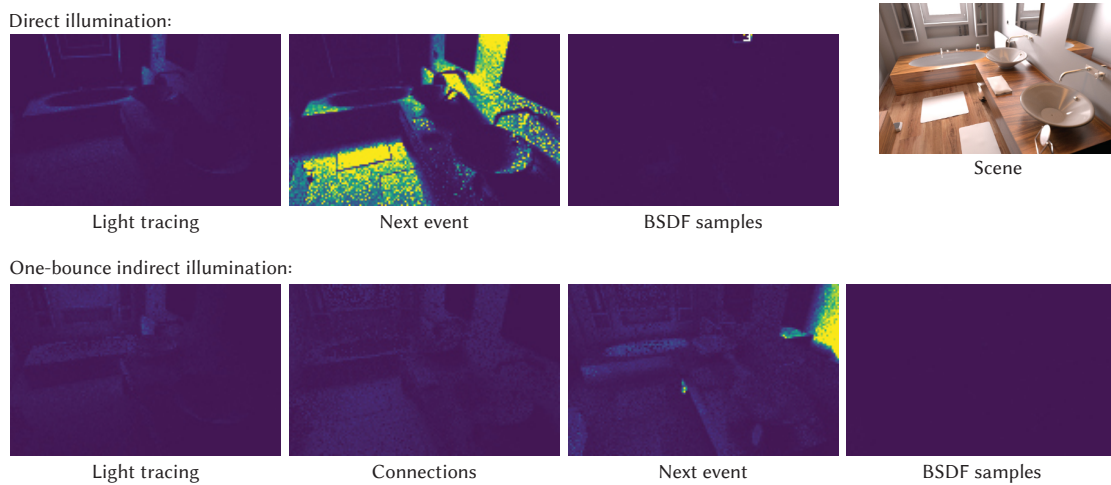 Direct illumination:
Light tracing
Next event
BSDF samples
Scene
One-bounce indirect illumination:
Light tracing
Connections
Next event
BSDF samples